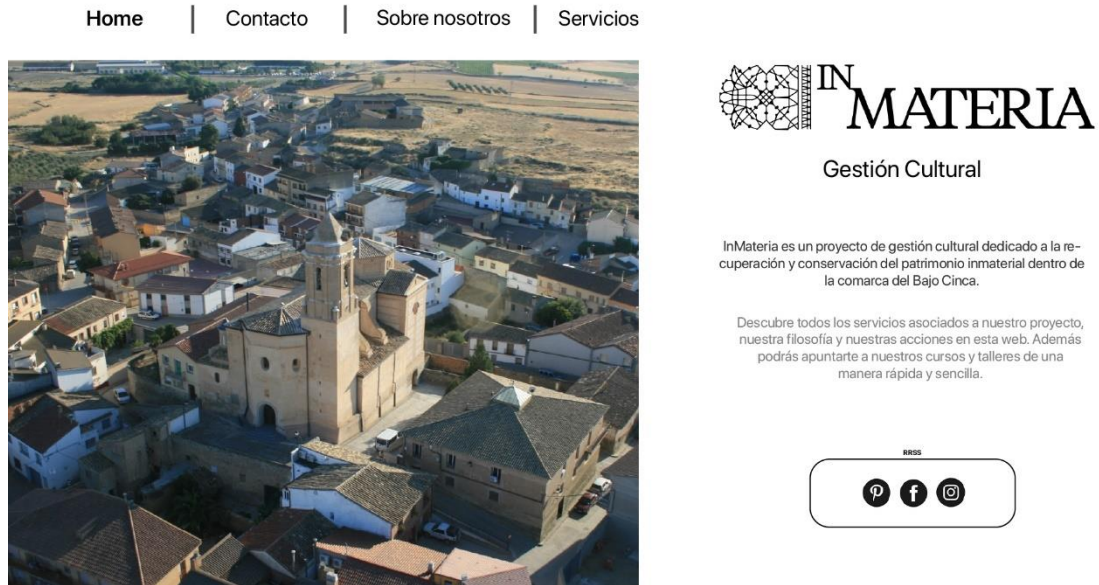 Home | Contacto | Sobre nosotros | Servicios
IN
MATERIA
Gestión Cultural
InMateria es un proyecto de gestión cultural dedicado a la re-
cuperación y conservación del patrimonio inmaterial dentro de
la comarca del Bajo Cinca.
Descubre todos los servicios asociados a nuestro proyecto,
nuestra filosofía y nuestras acciones en esta web. Además
podrás apuntarte a nuestros cursos y talleres de una
manera rápida y sencilla.
RRSS